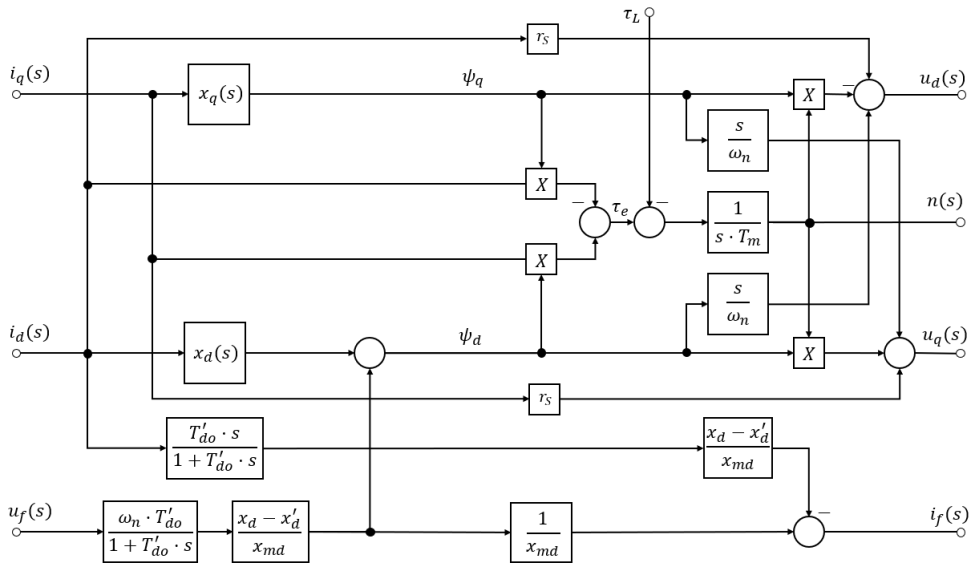 τ_L
r_S
i_q(s)
x_q(s)
ψ_q
X
−
u_d(s)
s
ω_n
X
−
τ_e
−
1
s · T_m
n(s)
X
s
ω_n
i_d(s)
x_d(s)
ψ_d
X
u_q(s)
r_S
T'_do · s
1 + T'_do · s
x_d − x'_d
x_md
−
u_f(s)
ω_n · T'_do
1 + T'_do · s
x_d − x'_d
x_md
1
x_md
i_f(s)